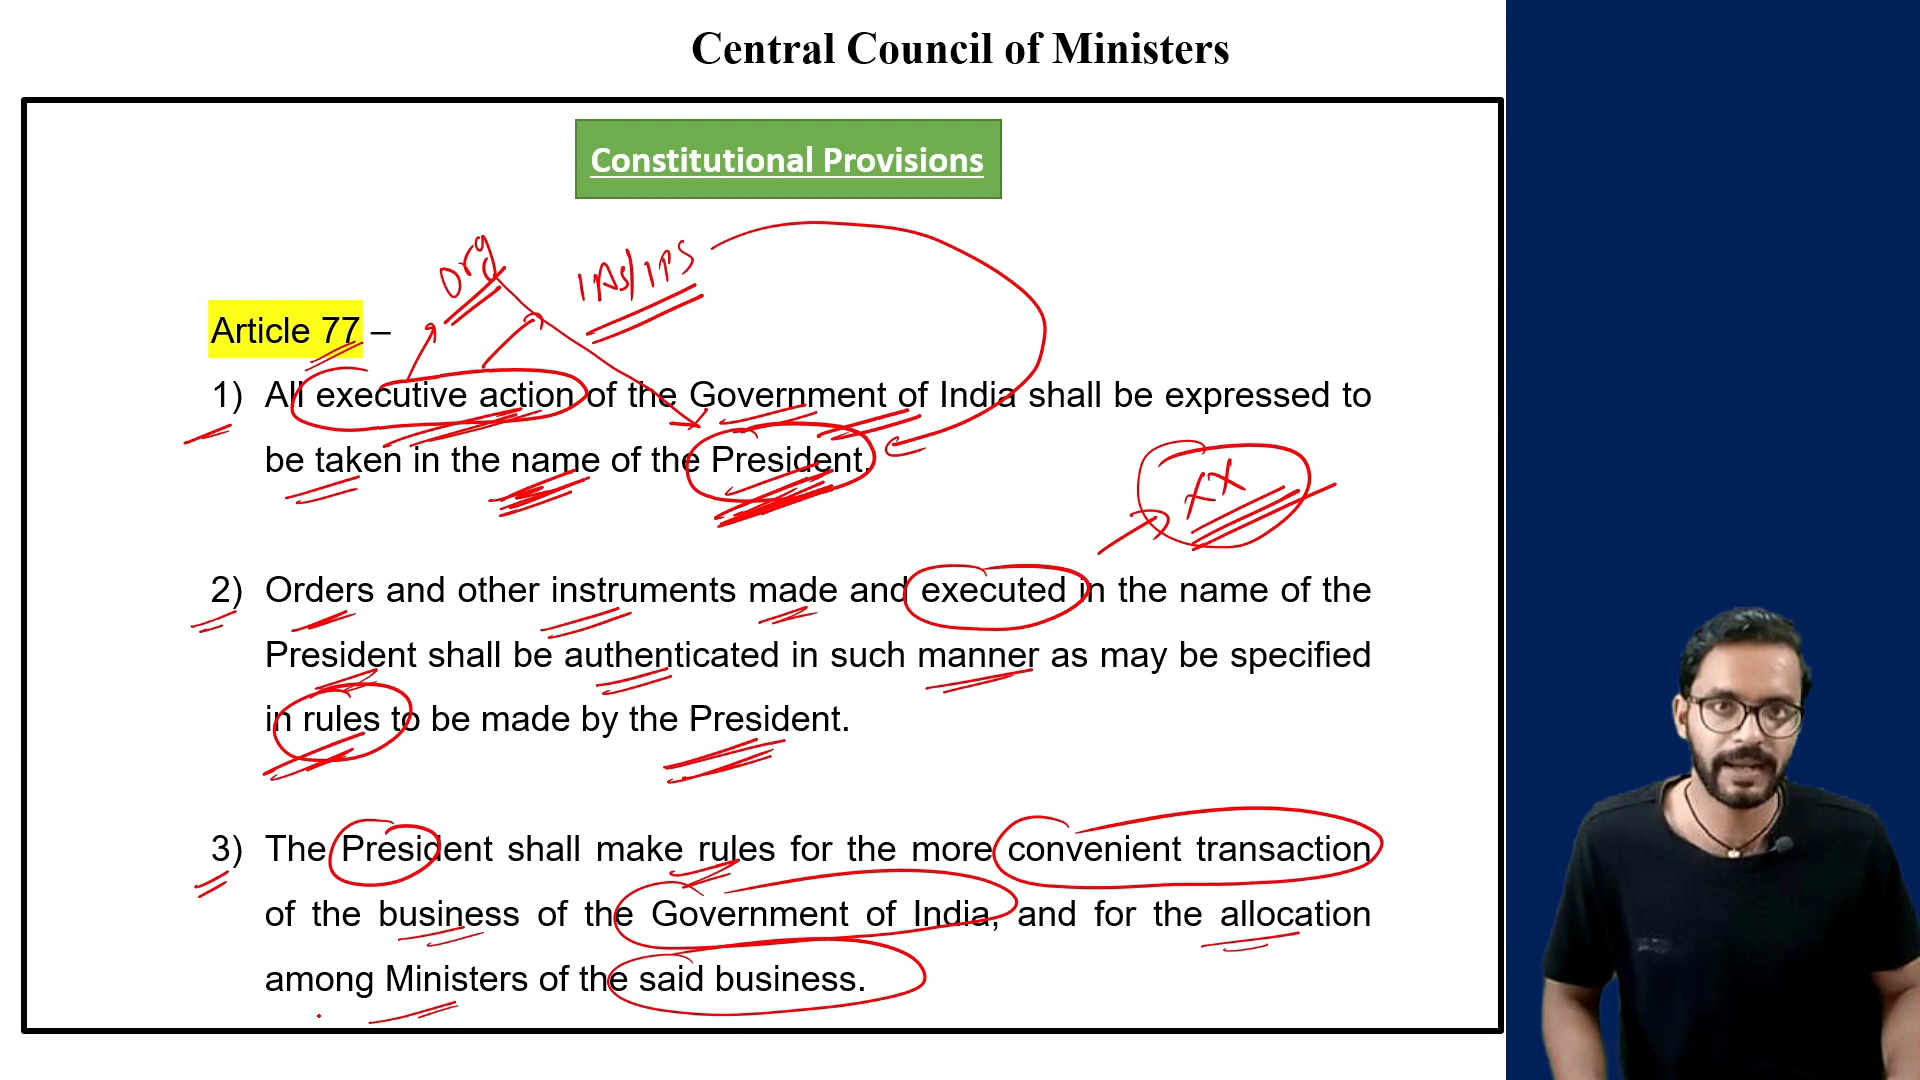 Central Council of Ministers
Constitutional Provisions
org
IAS/IPS
Article 77 –
1) All executive action of the Government of India shall be expressed to
be taken in the name of the President.
XX
2) Orders and other instruments made and executed in the name of the
President shall be authenticated in such manner as may be specified
in rules to be made by the President.
3) The President shall make rules for the more convenient transaction
of the business of the Government of India, and for the allocation
among Ministers of the said business.